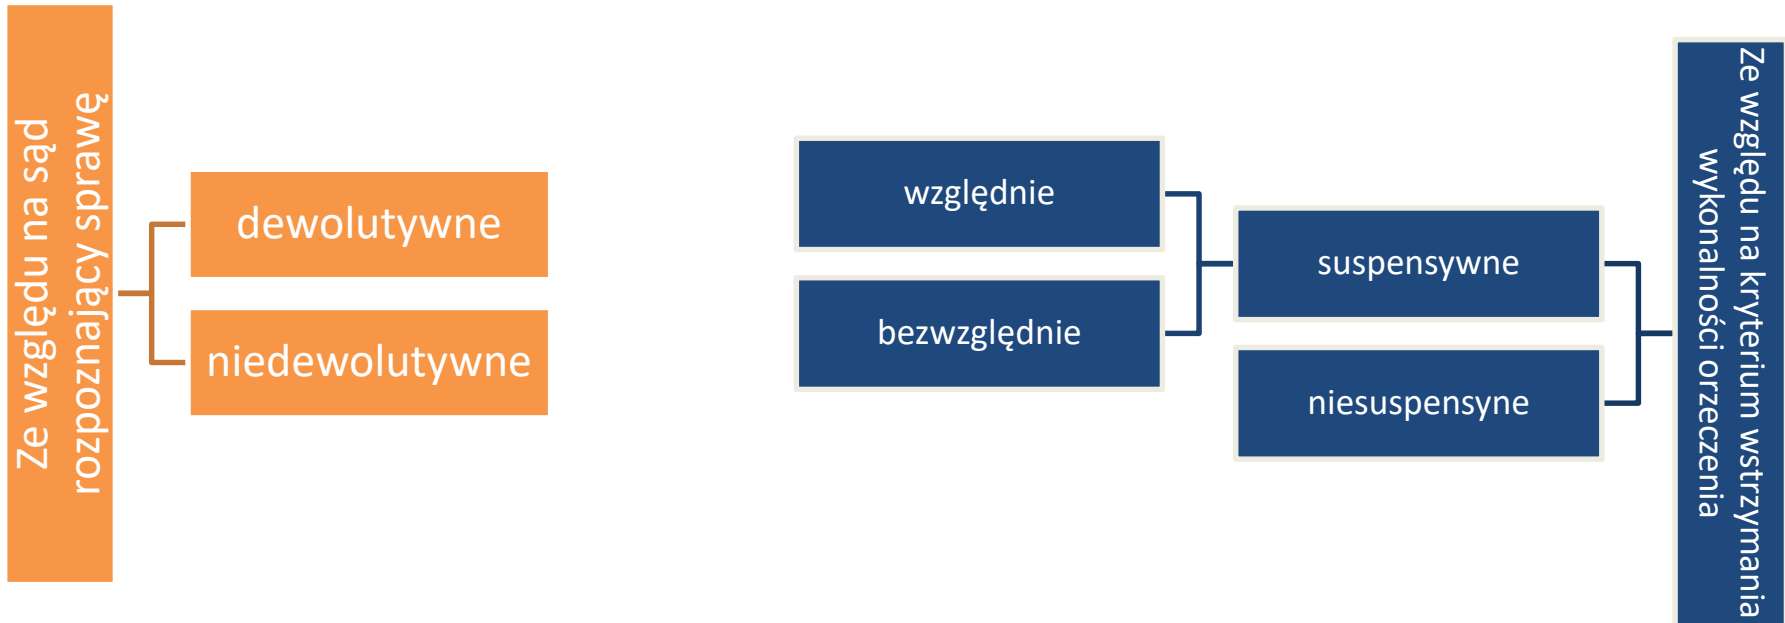 Ze względu na sąd
rozpoznający sprawę
dewolutywne
niedewolutywne
względnie
bezwzględnie
suspensywne
niesuspensyne
Ze względu na kryterium wstrzymania
wykonalności orzeczenia